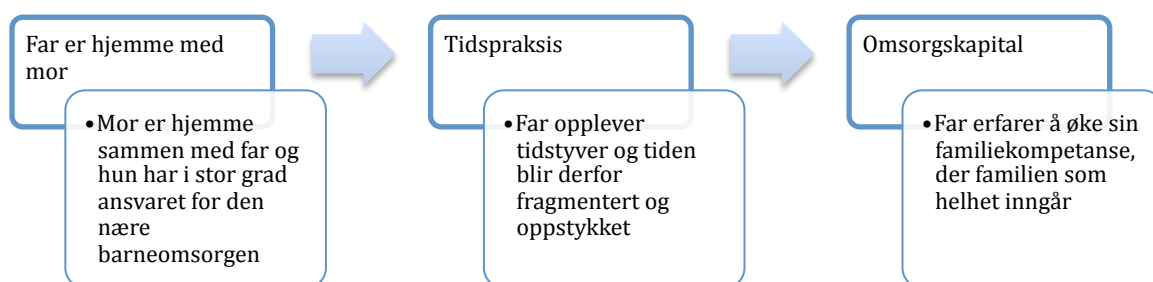 Far er hjemme med
mor
•Mor er hjemme
sammen med far og
hun har i stor grad
ansvaret for den
nære
barneomsorgen
Tidspraksis
•Far opplever
tidstyver og tiden
blir derfor
fragmentert og
oppstykket
Omsorgskapital
•Far erfarer å øke sin
familiekompetanse,
der familien som
helhet inngår